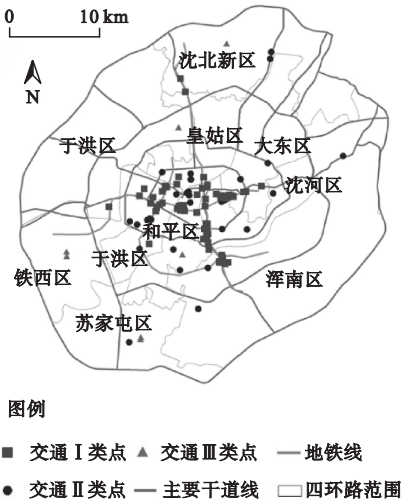 0 10 km
N
沈北新区
于洪区
皇姑区
大东区
沈河区
和平区
于洪区
铁西区
浑南区
苏家屯区
图例
交通Ⅰ类点 交通Ⅲ类点 地铁线
交通Ⅱ类点 主要干道线 四环路范围